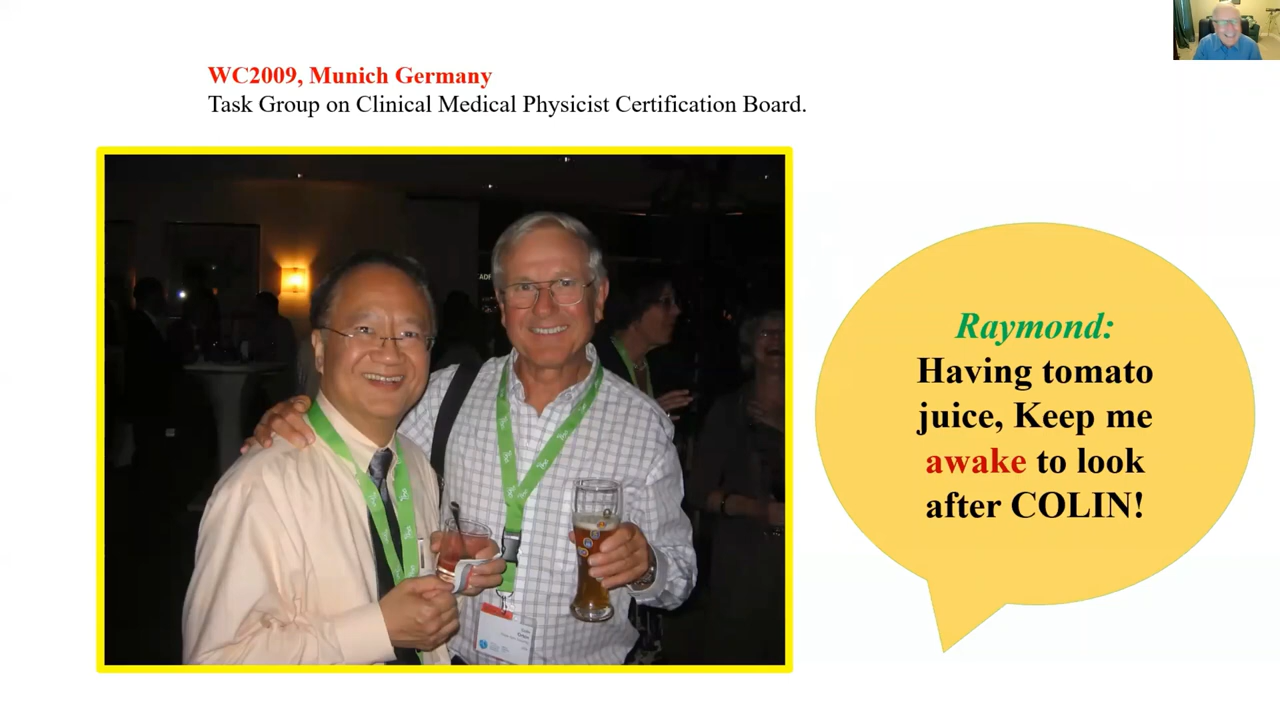 WC2009, Munich Germany
Task Group on Clinical Medical Physicist Certification Board.
Raymond:
Having tomato
juice, Keep me
awake to look
after COLIN!